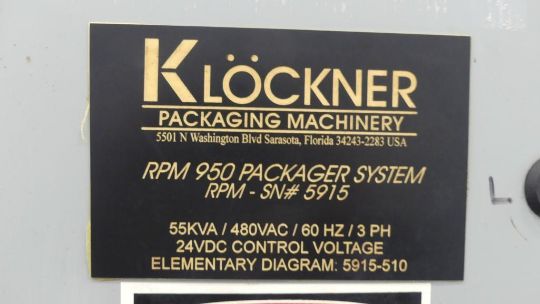 KLÖCKNER
PACKAGING MACHINERY
5501 N Washington Blvd Sarasota, Florida 34243-2283 USA
RPM 950 PACKAGER SYSTEM
RPM - SN# 5915
55KVA / 480VAC / 60 HZ / 3 PH
24VDC CONTROL VOLTAGE
ELEMENTARY DIAGRAM: 5915-510
L